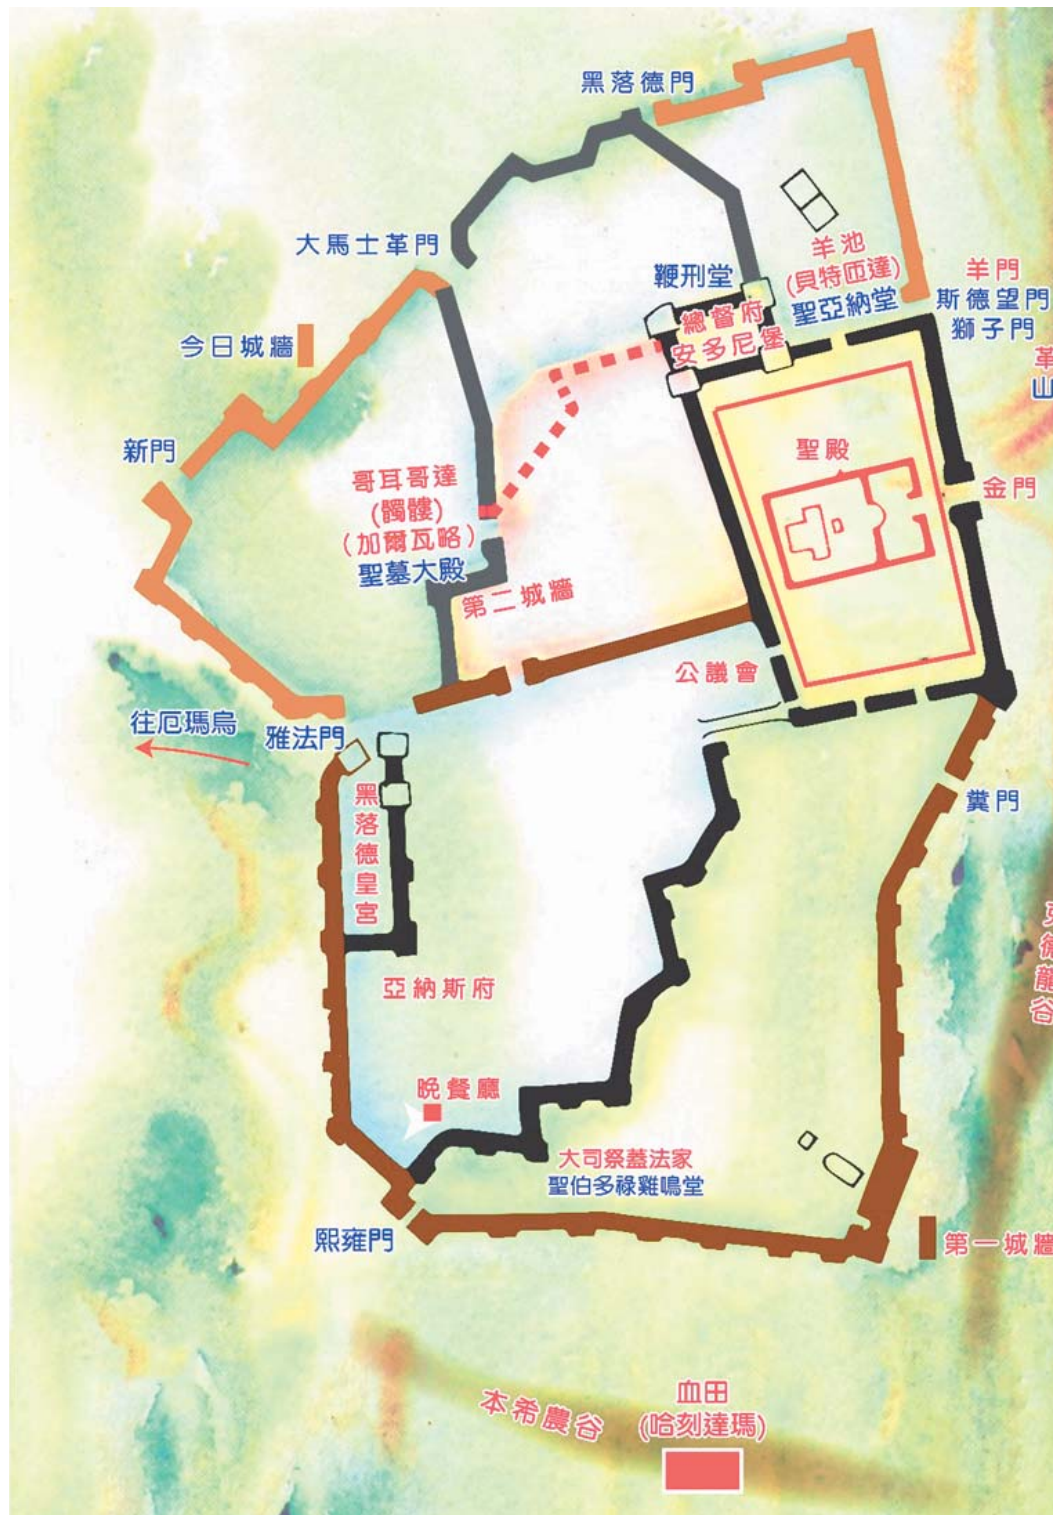 黑落德門
大馬士革門
鞭刑堂
羊池
(貝特匝達)
聖亞納堂
羊門
斯德望門
獅子門
總督府
安多尼堡
今日城牆
革
山
新門
哥耳哥達
(髑髏)
(加爾瓦略)
聖墓大殿
聖殿
金門
第二城牆
公議會
往厄瑪烏
雅法門
糞門
黑落德皇宮
亞納斯府
龍
谷
晚餐廳
大司祭蓋法家
聖伯多祿雞鳴堂
熙雍門
第一城牆
本希農谷
血田
(哈刻達瑪)